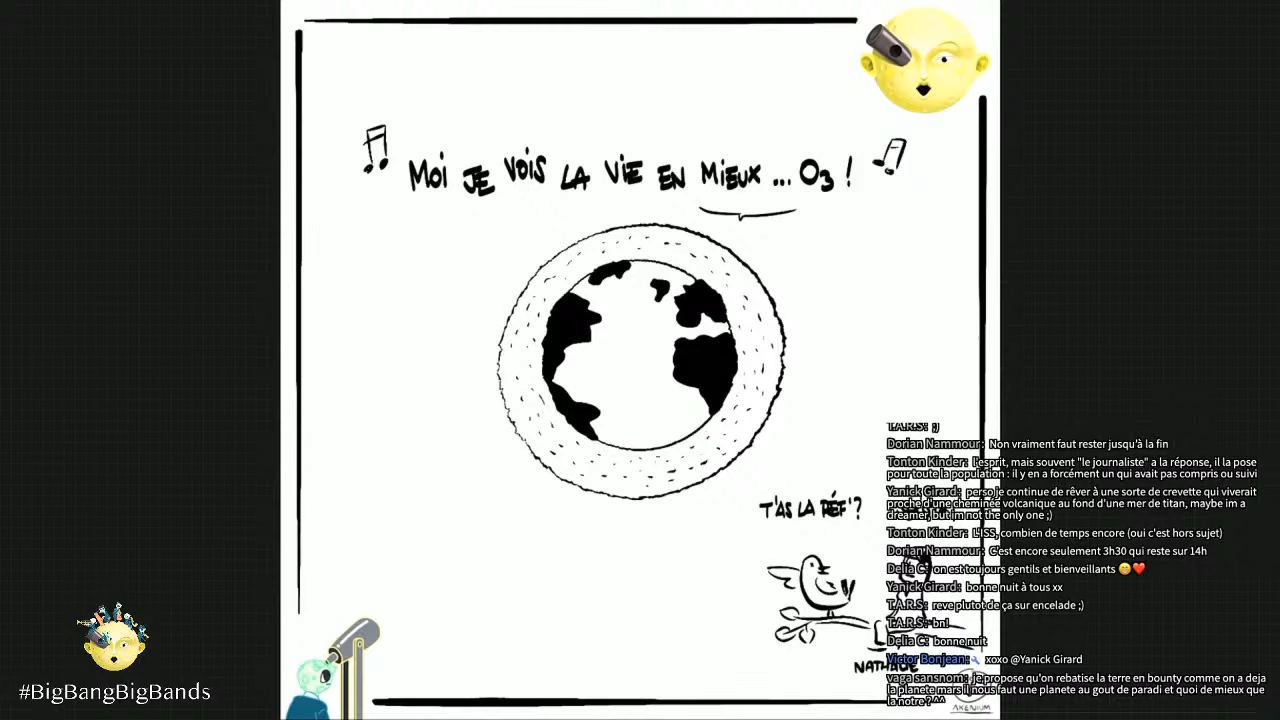 MOI JE VOIS LA VIE EN MIEUX ... O3 !
T.A.R.S: ;)
Dorian Nammour: Non vraiment faut rester jusqu'à la fin
Tonton Kinder: l'esprit, mais souvent "le journaliste" a la réponse, il la pose
pour toute la population : il y en a forcément un qui avait pas compris ou suivi
Yanick Girard: perso je continue de rêver à une sorte de crevette qui viverait
proche d'une cheminée volcanique au fond d'une mer de titan, maybe im a
dreamer, but im not the only one ;)
T'AS LA RÉF' ?
Tonton Kinder: L'ISS, combien de temps encore (oui c'est hors sujet)
Dorian Nammour: C'est encore seulement 3h30 qui reste sur 14h
Delia C: on est toujours gentils et bienveillants 😁❤️
Yanick Girard: bonne nuit à tous xx
T.A.R.S: reve plutot de ça sur encelade ;)
T.A.R.S: bn!
Delia C: bonne nuit
Victor Bonjean: xoxo @Yanick Girard
NATHALIE
vaga sansnom: je propose qu'on rebatise la terre en bounty comme on a deja
la planete mars il nous faut une planete au gout de paradi et quoi de mieux que
la notre ? ^^
#BigBangBigBands
AXENIUM